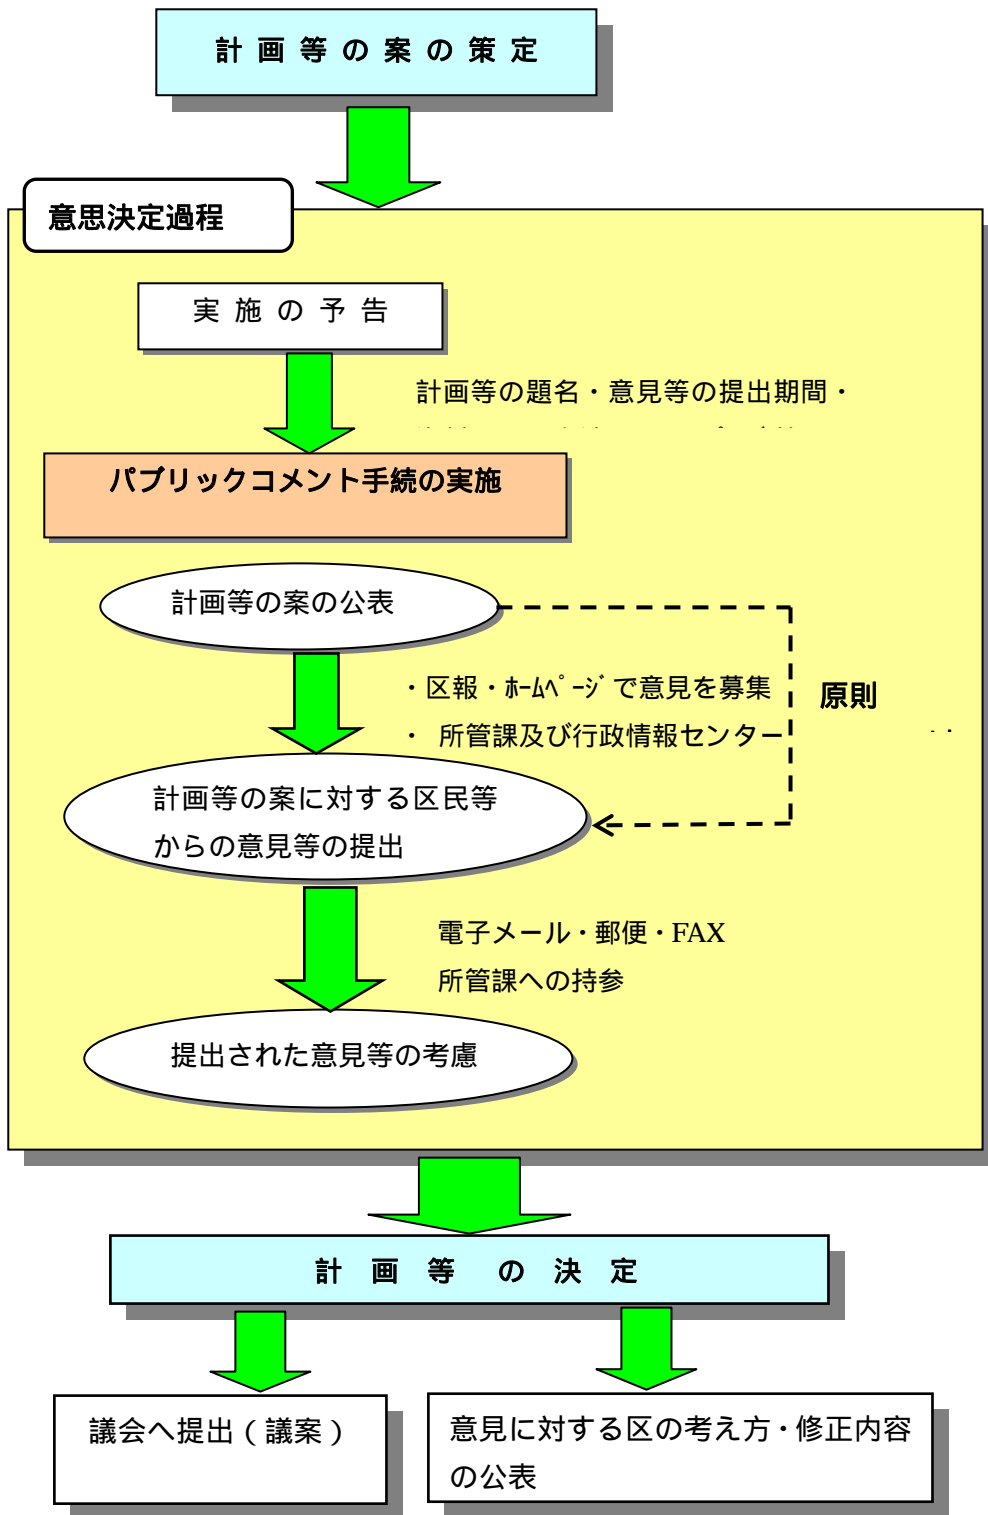 計画等の案の策定
意思決定過程
実施の予告
計画等の題名・意見等の提出期間・
パブリックコメント手続の実施
計画等の案の公表
・区報・ﾎｰﾑﾍﾟｰｼﾞで意見を募集
原則
・ 所管課及び行政情報センター
計画等の案に対する区民等
からの意見等の提出
電子メール・郵便・FAX
所管課への持参
提出された意見等の考慮
計画等の決定
議会へ提出（議案）
意見に対する区の考え方・修正内容
の公表